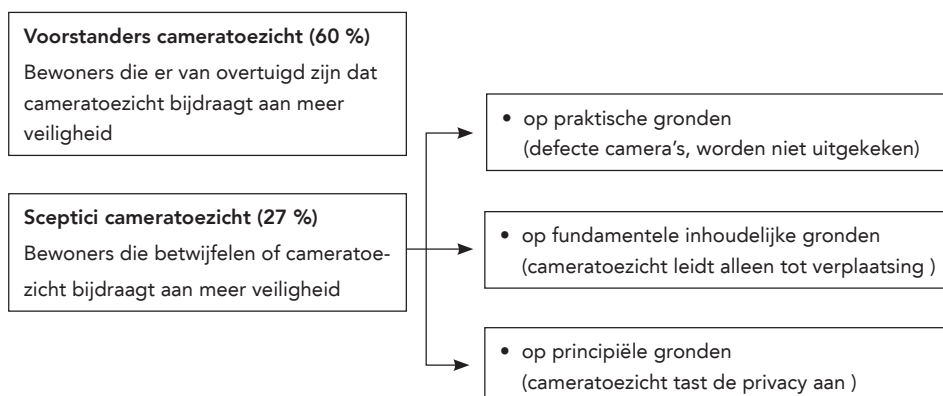 Voorstanders cameratoezicht (60 %)
Bewoners die er van overtuigd zijn dat
cameratoezicht bijdraagt aan meer
veiligheid
Sceptici cameratoezicht (27 %)
Bewoners die betwijfelen of cameratoe-
zicht bijdraagt aan meer veiligheid
• op praktische gronden
(defecte camera’s, worden niet uitgekeken)
• op fundamentele inhoudelijke gronden
(cameratoezicht leidt alleen tot verplaatsing )
• op principiële gronden
(cameratoezicht tast de privacy aan )